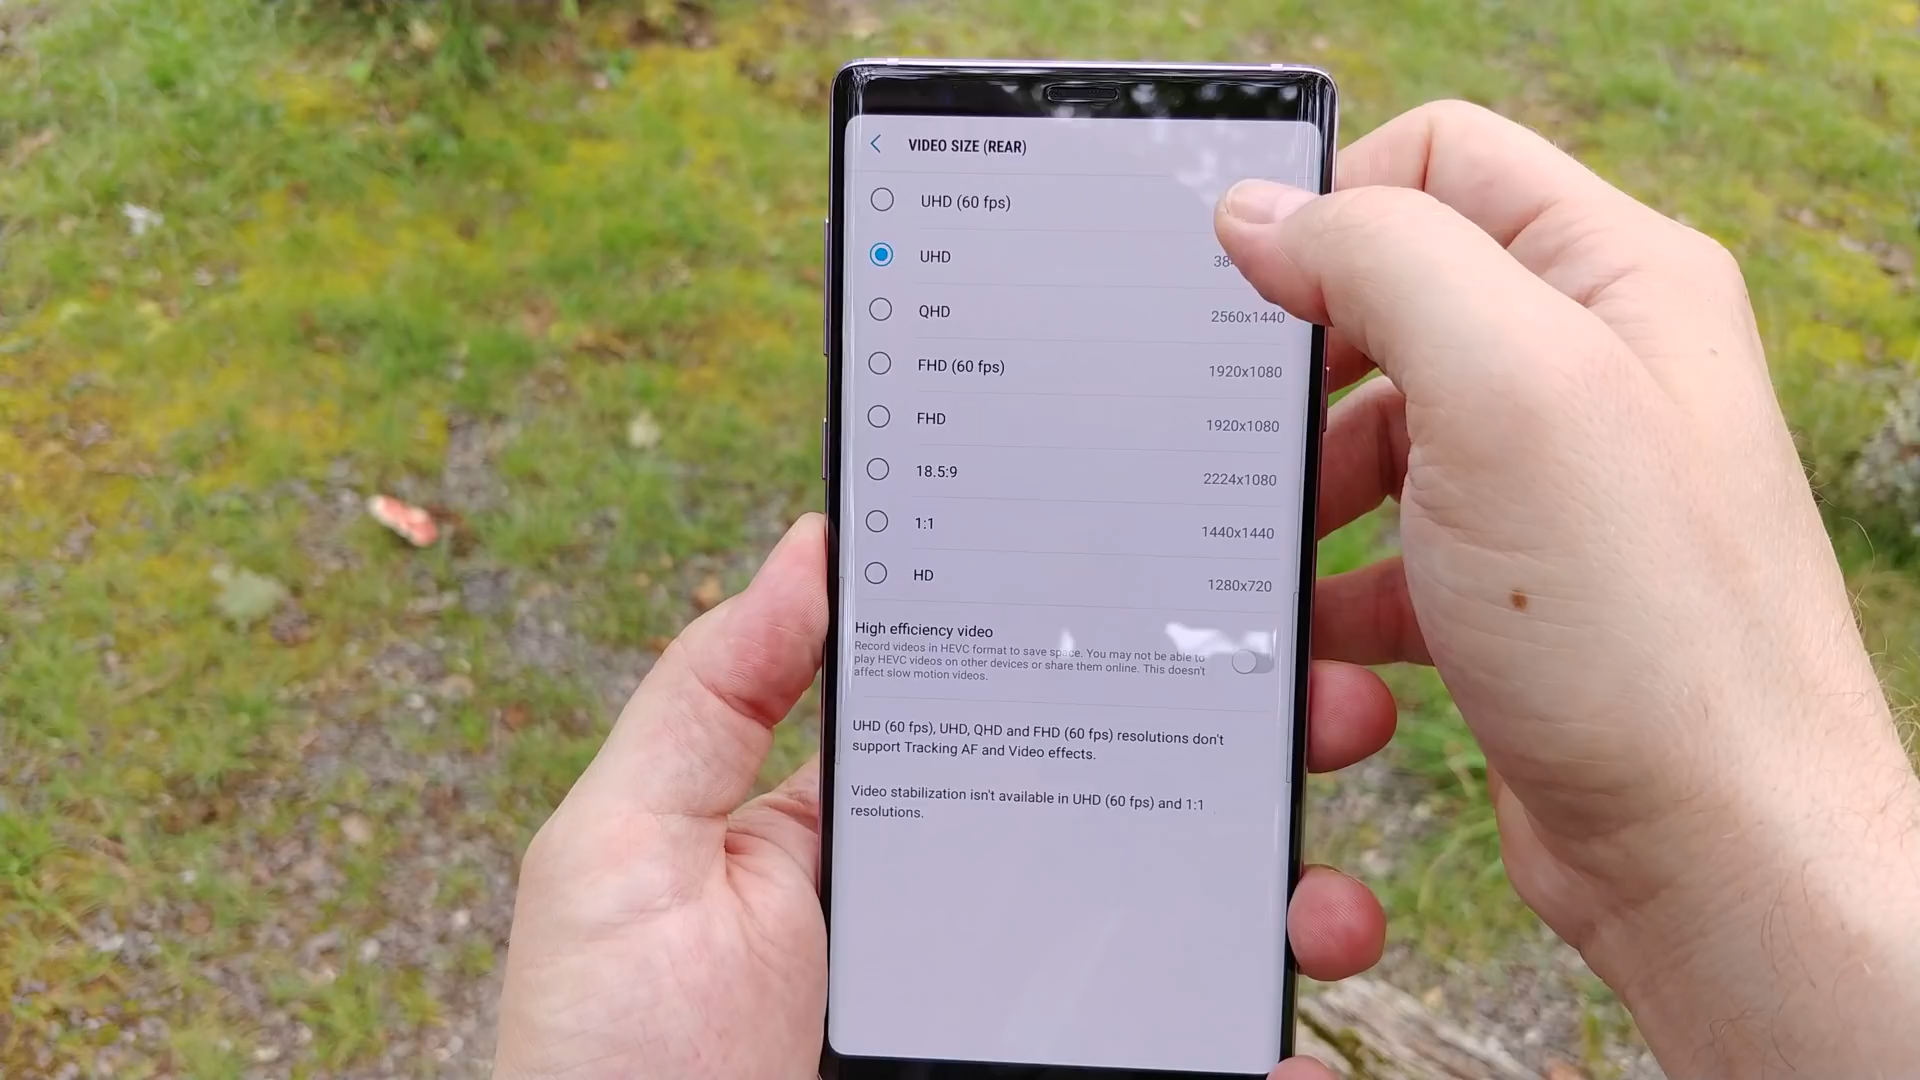 VIDEO SIZE (REAR)
UHD (60 fps)
UHD
QHD 2560x1440
FHD (60 fps) 1920x1080
FHD 1920x1080
18.5:9 2224x1080
1:1 1440x1440
HD 1280x720
High efficiency video
Record videos in HEVC format to save space. You may not be able to
play HEVC videos on other devices or share them online. This doesn't
affect slow motion videos.
UHD (60 fps), UHD, QHD and FHD (60 fps) resolutions don't
support Tracking AF and Video effects.
Video stabilization isn't available in UHD (60 fps) and 1:1
resolutions.